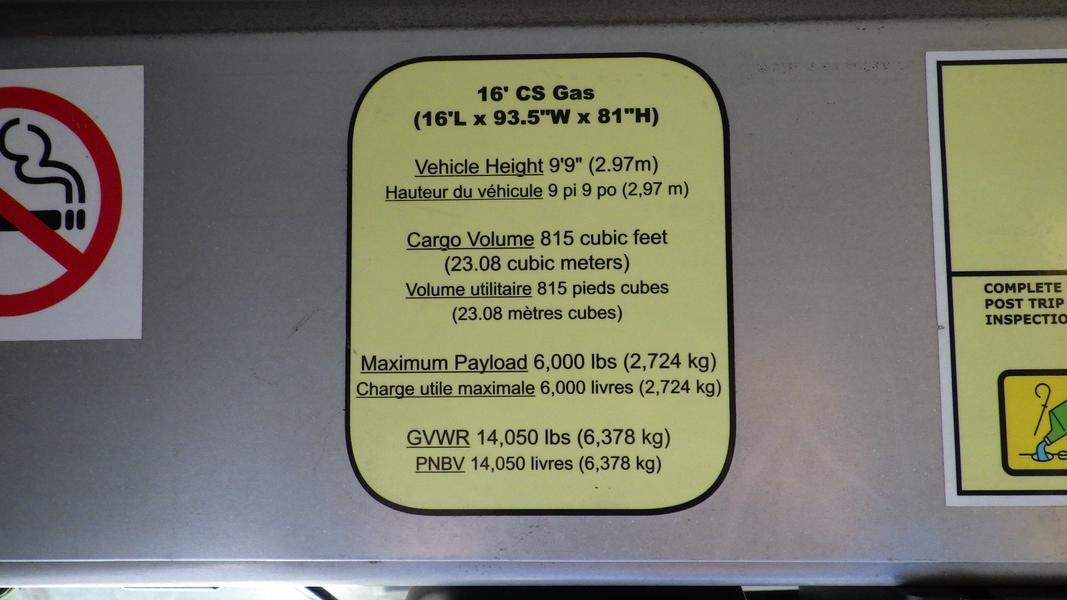 16' CS Gas
(16'L x 93.5"W x 81"H)
Vehicle Height 9'9" (2.97m)
Hauteur du véhicule 9 pi 9 po (2,97 m)
Cargo Volume 815 cubic feet
(23.08 cubic meters)
Volume utilitaire 815 pieds cubes
(23.08 mètres cubes)
Maximum Payload 6,000 lbs (2,724 kg)
Charge utile maximale 6,000 livres (2,724 kg)
GVWR 14,050 lbs (6,378 kg)
PNBV 14,050 livres (6,378 kg)
COMPLETE
POST TRIP
INSPECTIO